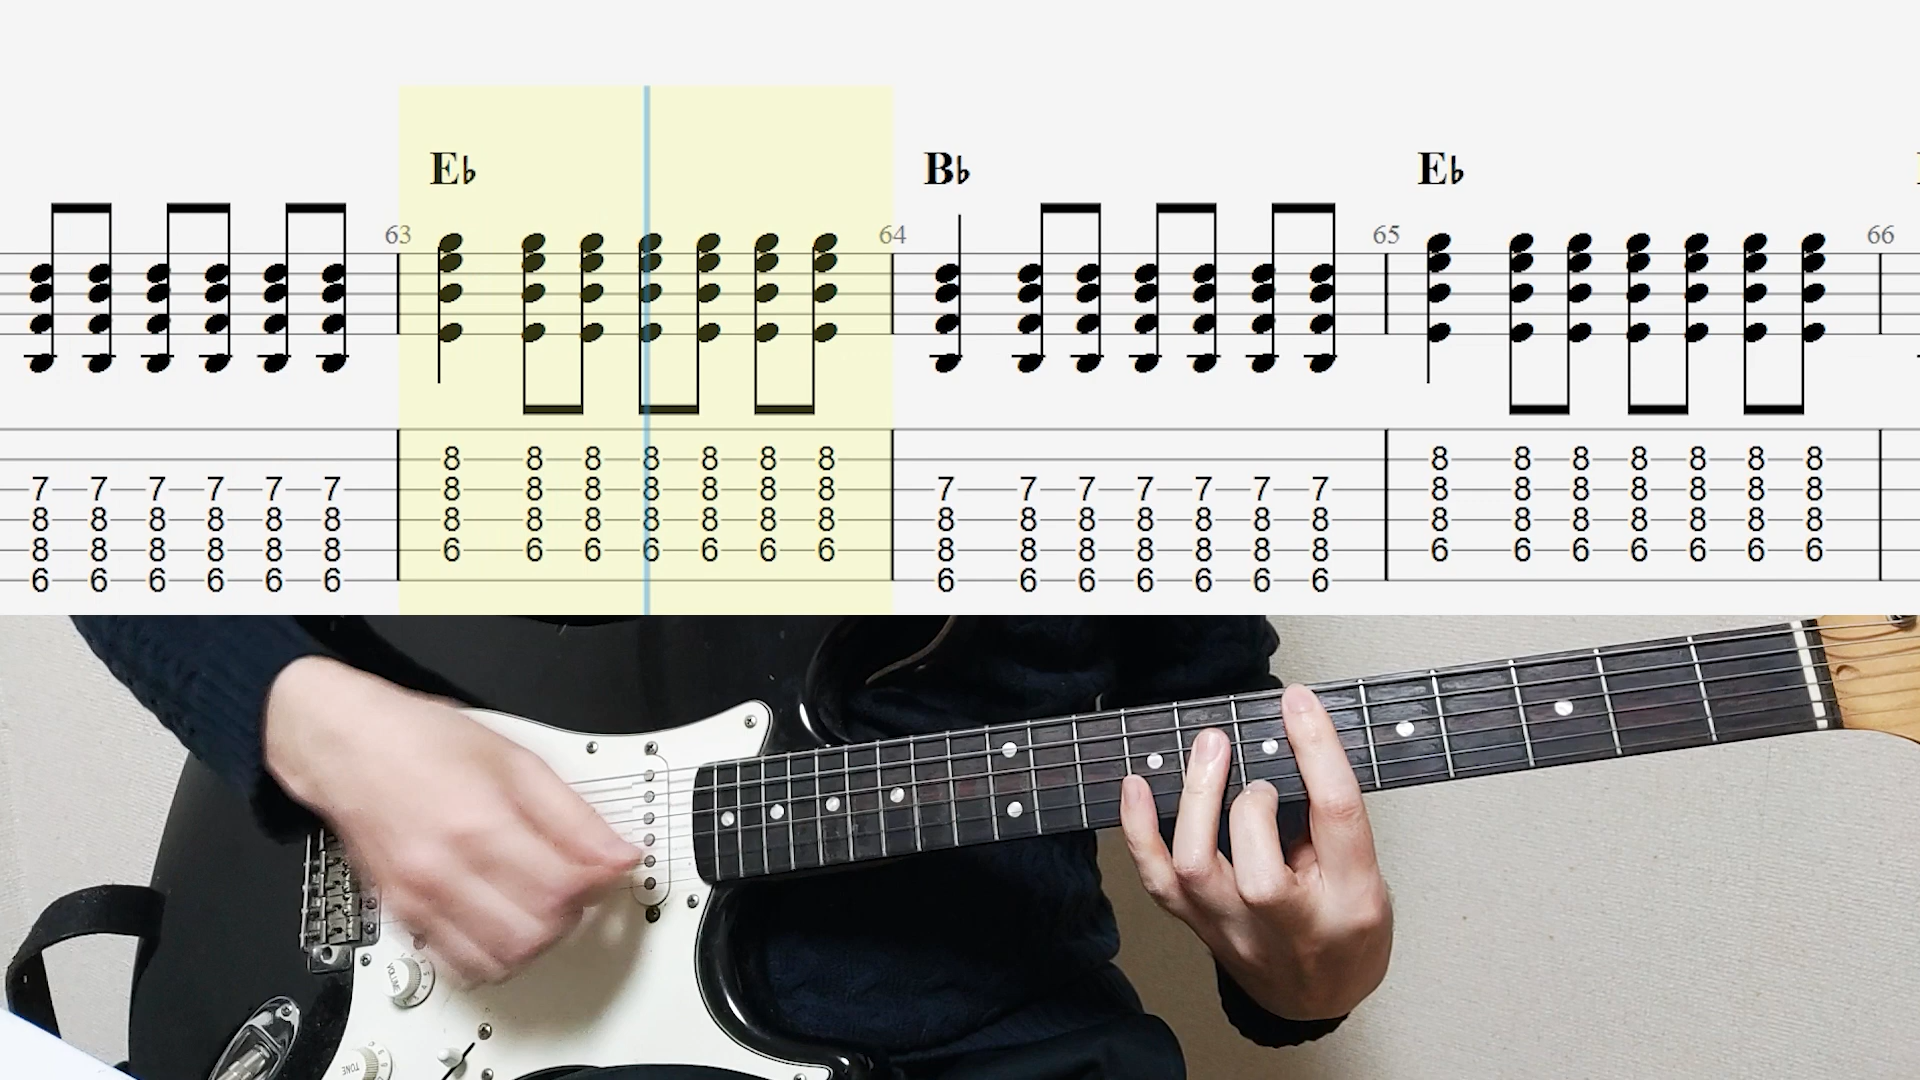 E♭ B♭ E♭
63 64 65 66
8 8 8 8 8 8 8 8 8 8 8 8 8 8
7 7 7 7 7 7 8 8 8 8 8 8 8 7 7 7 7 7 7 7 8 8 8 8 8 8 8
8 8 8 8 8 8 8 8 8 8 8 8 8 8 8 8 8 8 8 8 8 8 8 8 8 8 8
8 8 8 8 8 8 6 6 6 6 6 6 6 8 8 8 8 8 8 8 6 6 6 6 6 6 6
6 6 6 6 6 6 6 6 6 6 6 6 6
VOLUME
TONE